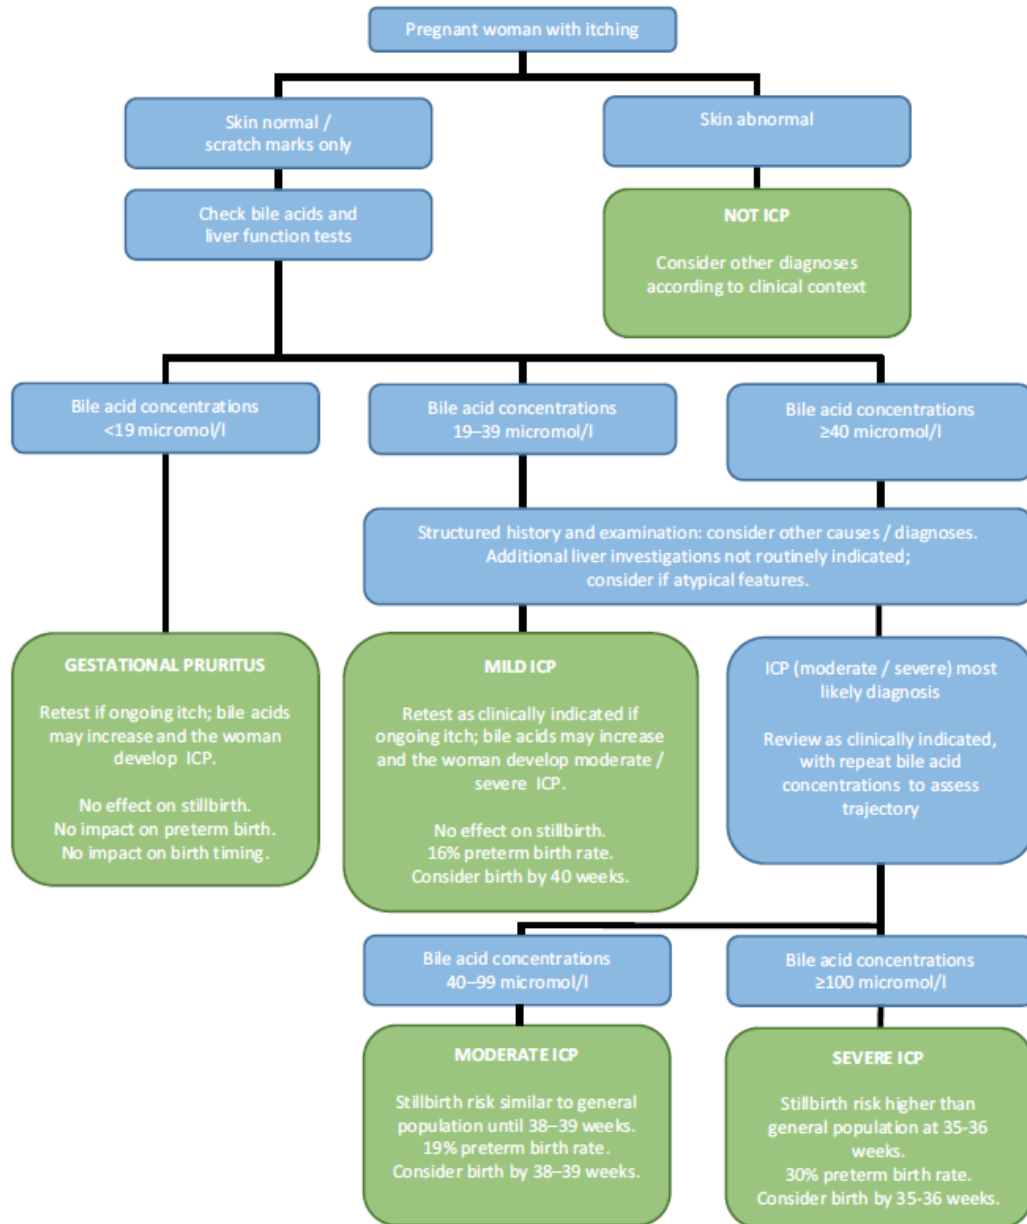 Pregnant woman with itching
Skin normal /
scratch marks only
Skin abnormal
Check bile acids and
liver function tests
NOT ICP
Consider other diagnoses
according to clinical context
Bile acid concentrations
<19 micromol/l
Bile acid concentrations
19–39 micromol/l
Bile acid concentrations
≥40 micromol/l
Structured history and examination: consider other causes / diagnoses.
Additional liver investigations not routinely indicated;
consider if atypical features.
GESTATIONAL PRURITUS
Retest if ongoing itch; bile acids
may increase and the woman
develop ICP.
No effect on stillbirth.
No impact on preterm birth.
No impact on birth timing.
MILD ICP
Retest as clinically indicated if
ongoing itch; bile acids may increase
and the woman develop moderate /
severe ICP.
No effect on stillbirth.
16% preterm birth rate.
Consider birth by 40 weeks.
ICP (moderate / severe) most
likely diagnosis
Review as clinically indicated,
with repeat bile acid
concentrations to assess
trajectory
Bile acid concentrations
40–99 micromol/l
Bile acid concentrations
≥100 micromol/l
MODERATE ICP
Stillbirth risk similar to general
population until 38–39 weeks.
19% preterm birth rate.
Consider birth by 38–39 weeks.
SEVERE ICP
Stillbirth risk higher than
general population at 35-36
weeks.
30% preterm birth rate.
Consider birth by 35-36 weeks.